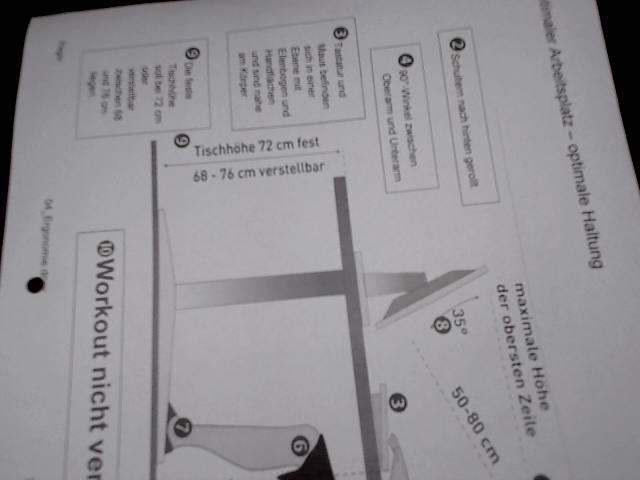 optimaler Arbeitsplatz – optimale Haltung
2 Schultern nach hinten gerollt
4 90°-Winkel zwischen
Oberarm und Unterarm
3 Tastatur und
Maus befinden
sich in einer
Ebene mit
Ellenbogen und
Handflächen
und sind nahe
am Körper
9 Die feste
Tischhöhe
soll bei 72 cm
oder
verstellbar
zwischen 68
und 76 cm
liegen.
maximale Höhe
der obersten Zeile
35°
8
50-80 cm
3
9
Tischhöhe 72 cm fest
68 - 76 cm verstellbar
6
7
10 Workout nicht ver
04_Ergonomie